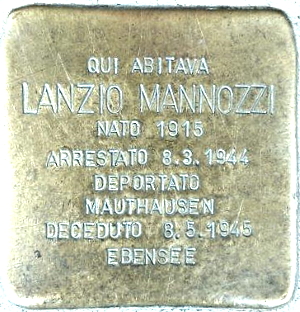 QUI ABITAVA
LANZIO MANNOZZI
NATO 1915
ARRESTATO 8.3.1944
DEPORTATO
MAUTHAUSEN
DECEDUTO 8.5.1945
EBENSEE